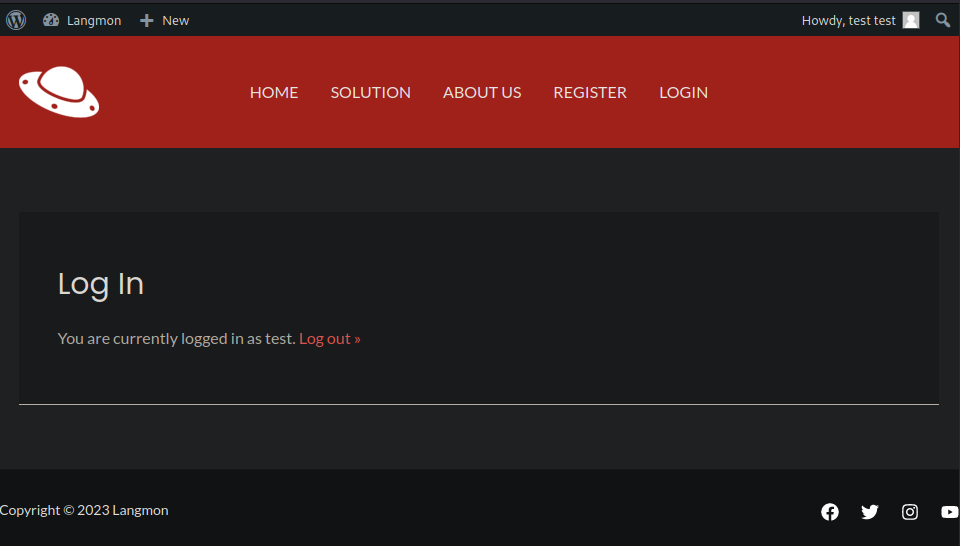 Langmon New Howdy, test test
HOME SOLUTION ABOUT US REGISTER LOGIN
Log In
You are currently logged in as test. Log out »
Copyright © 2023 Langmon